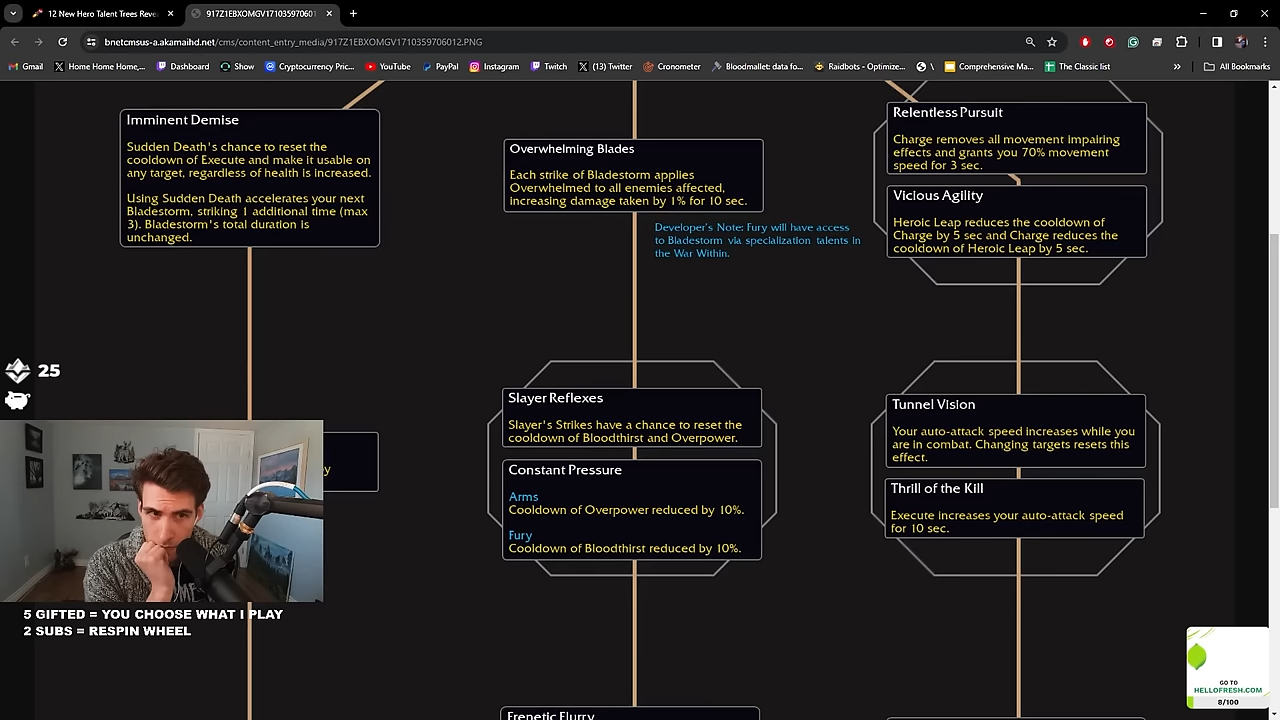 12 New Hero Talent Trees Reve
917Z1EBXOMGV171035970601
bnetcmsus-a.akamaihd.net/cms/content_entry_media/917Z1EBXOMGV1710359706012.PNG
Gmail
Home Home Home,...
Dashboard
Show
Cryptocurrency Pric...
YouTube
PayPal
Instagram
Twitch
(13) Twitter
Cronometer
Bloodmallet: data fo...
Raidbots - Optimize...
\
Comprehensive Ma...
The Classic list
»
All Bookmarks
Imminent Demise
Sudden Death's chance to reset the
cooldown of Execute and make it usable on
any target, regardless of health is increased.
Using Sudden Death accelerates your next
Bladestorm, striking 1 additional time (max
3). Bladestorm's total duration is
unchanged.
Overwhelming Blades
Each strike of Bladestorm applies
Overwhelmed to all enemies affected,
increasing damage taken by 1% for 10 sec.
Developer's Note: Fury will have access
to Bladestorm via specialization talents in
the War Within.
Relentless Pursuit
Charge removes all movement impairing
effects and grants you 70% movement
speed for 3 sec.
Vicious Agility
Heroic Leap reduces the cooldown of
Charge by 5 sec and Charge reduces the
cooldown of Heroic Leap by 5 sec.
25
Slayer Reflexes
Slayer's Strikes have a chance to reset the
cooldown of Bloodthirst and Overpower.
Constant Pressure
Arms
Cooldown of Overpower reduced by 10%.
Fury
Cooldown of Bloodthirst reduced by 10%.
Tunnel Vision
Your auto-attack speed increases while you
are in combat. Changing targets resets this
effect.
Thrill of the Kill
Execute increases your auto-attack speed
for 10 sec.
y
5 GIFTED = YOU CHOOSE WHAT I PLAY
2 SUBS = RESPIN WHEEL
Frenetic Flurry
GO TO
HELLOFRESH.COM
8/100